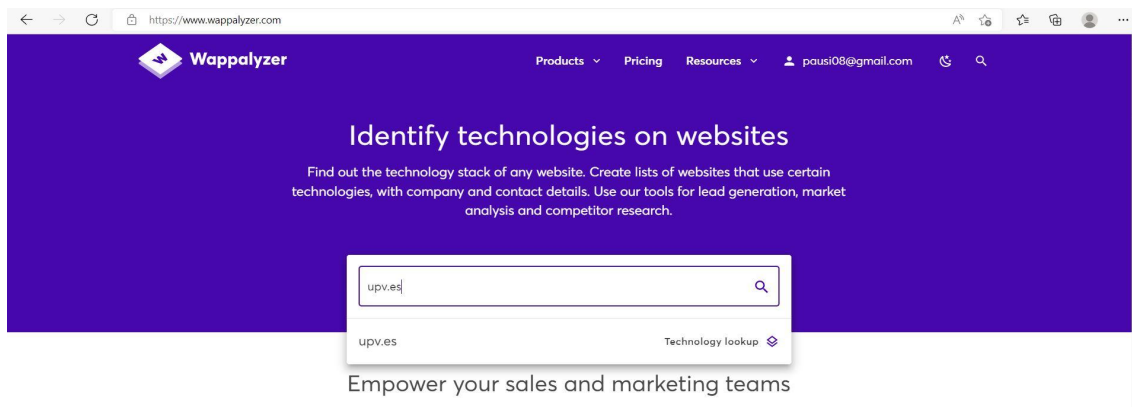 https://www.wappalyzer.com
Wappalyzer
Products
Pricing
Resources
pausi08@gmail.com
Identify technologies on websites
Find out the technology stack of any website. Create lists of websites that use certain
technologies, with company and contact details. Use our tools for lead generation, market
analysis and competitor research.
upv.es
upv.es
Technology lookup
Empower your sales and marketing teams